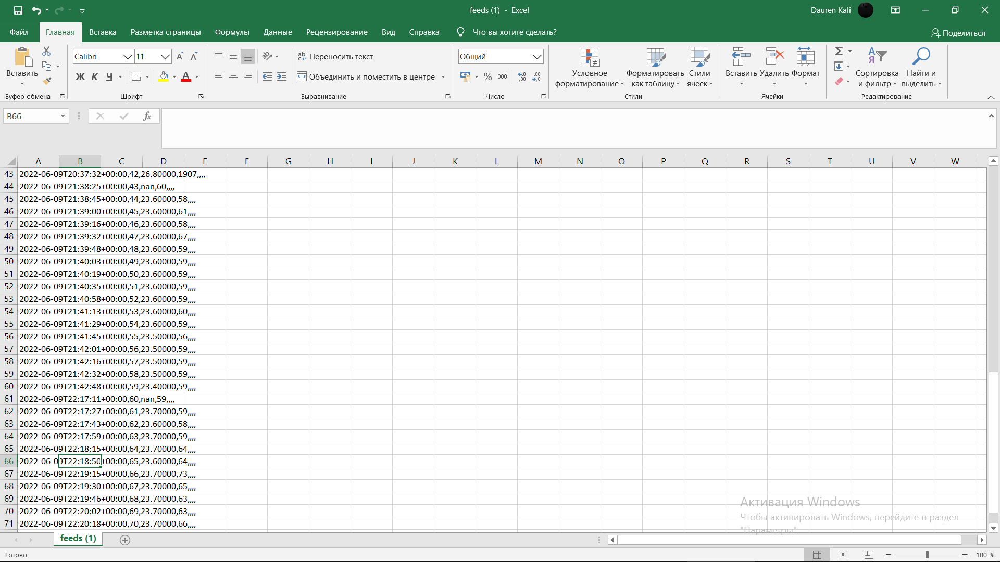 feeds (1) - Excel
Dauren Kali
Файл Главная Вставка Разметка страницы Формулы Данные Рецензирование Вид Справка Что вы хотите сделать? Поделиться
Calibri 11 Переносить текст Общий
Вставить Ж К Ч Объединить и поместить в центре % 000
Условное форматирование
Форматировать как таблицу
Стили ячеек
Вставить Удалить Формат
Сортировка и фильтр
Найти и выделить
Буфер обмена Шрифт Выравнивание Число Стили Ячейки Редактирование
B66 fx
A B C D E F G H I J K L M N O P Q R S T U V W
43 2022-06-09T20:37:32+00:00,42,26.80000,1907,,,,
44 2022-06-09T21:38:25+00:00,43,nan,60,,,,
45 2022-06-09T21:38:45+00:00,44,23.60000,58,,,,
46 2022-06-09T21:39:00+00:00,45,23.60000,61,,,,
47 2022-06-09T21:39:16+00:00,46,23.60000,58,,,,
48 2022-06-09T21:39:32+00:00,47,23.60000,67,,,,
49 2022-06-09T21:39:48+00:00,48,23.60000,59,,,,
50 2022-06-09T21:40:03+00:00,49,23.60000,59,,,,
51 2022-06-09T21:40:19+00:00,50,23.60000,59,,,,
52 2022-06-09T21:40:35+00:00,51,23.60000,59,,,,
53 2022-06-09T21:40:58+00:00,52,23.60000,59,,,,
54 2022-06-09T21:41:13+00:00,53,23.60000,60,,,,
55 2022-06-09T21:41:29+00:00,54,23.60000,59,,,,
56 2022-06-09T21:41:45+00:00,55,23.50000,56,,,,
57 2022-06-09T21:42:01+00:00,56,23.50000,59,,,,
58 2022-06-09T21:42:16+00:00,57,23.50000,59,,,,
59 2022-06-09T21:42:32+00:00,58,23.50000,59,,,,
60 2022-06-09T21:42:48+00:00,59,23.40000,59,,,,
61 2022-06-09T22:17:11+00:00,60,nan,59,,,,
62 2022-06-09T22:17:27+00:00,61,23.70000,59,,,,
63 2022-06-09T22:17:43+00:00,62,23.60000,58,,,,
64 2022-06-09T22:17:59+00:00,63,23.70000,59,,,,
65 2022-06-09T22:18:15+00:00,64,23.70000,64,,,,
66 2022-06-09T22:18:50+00:00,65,23.60000,64,,,,
67 2022-06-09T22:19:15+00:00,66,23.70000,73,,,,
68 2022-06-09T22:19:30+00:00,67,23.70000,65,,,,
69 2022-06-09T22:19:46+00:00,68,23.70000,63,,,,
70 2022-06-09T22:20:02+00:00,69,23.70000,63,,,,
71 2022-06-09T22:20:18+00:00,70,23.70000,66,,,,
Активация Windows
Чтобы активировать Windows, перейдите в раздел
"Параметры".
feeds (1)
Готово 100 %